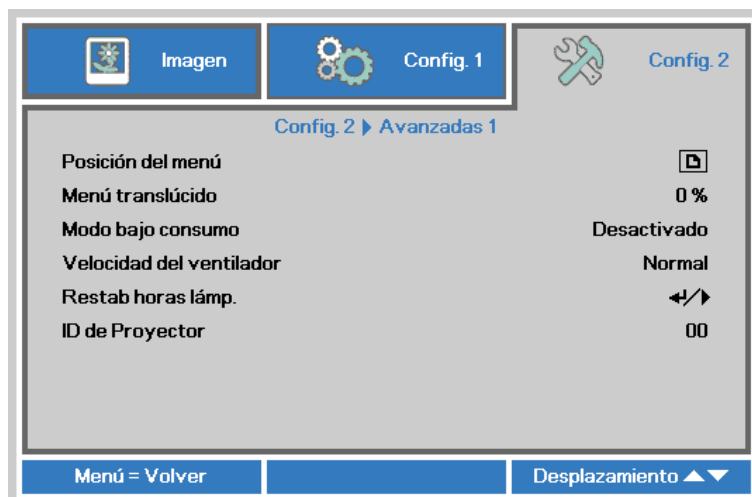 Imagen
Config. 1
Config. 2
Config. 2 Avanzadas 1
Posición del menú
Menú translúcido 0 %
Modo bajo consumo Desactivado
Velocidad del ventilador Normal
Restab horas lámp.
ID de Proyector 00
Menú = Volver
Desplazamiento